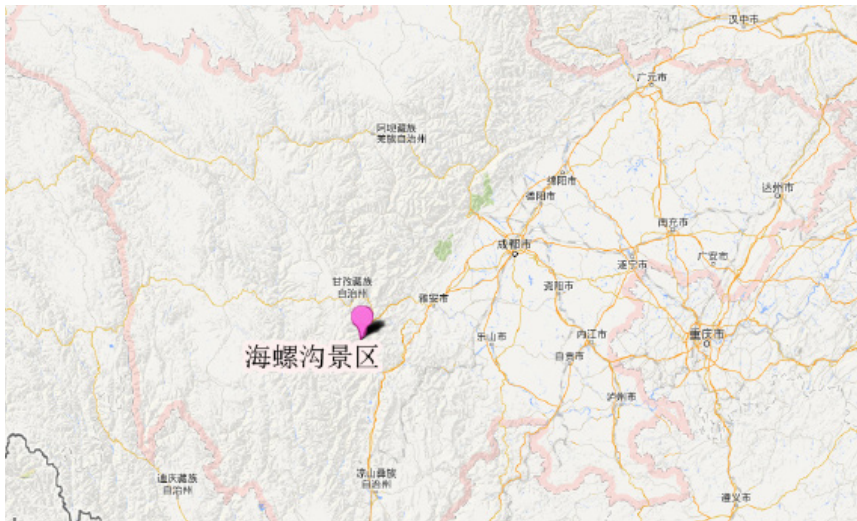 汉中市
广元市
阿坝藏族
羌族自治州
绵阳市
德阳市
达州市
南充市
成都市
广安市
遂宁市
甘孜藏族
自治州
资阳市
雅安市
乐山市
内江市
重庆市
海螺沟景区
自贡市
泸州市
迪庆藏族
自治州
凉山彝族
自治州
遵义市